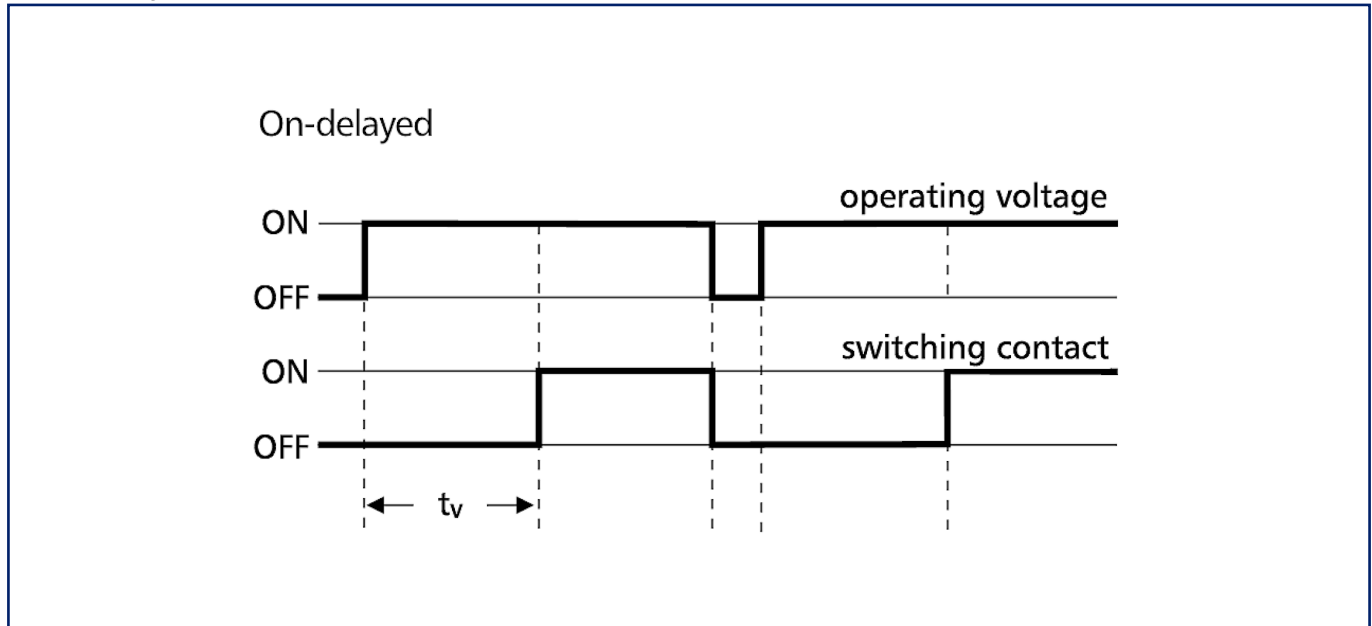 On-delayed
operating voltage
ON
OFF
switching contact
ON
OFF
tv